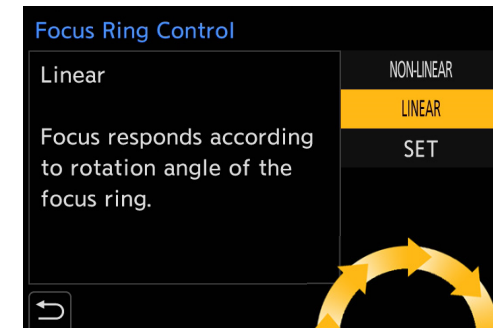 Focus Ring Control
Linear
Focus responds according
to rotation angle of the
focus ring.
NON-LINEAR
LINEAR
SET